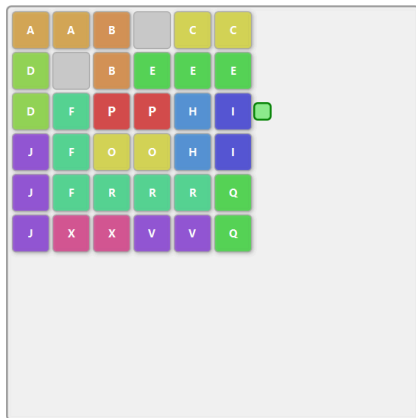 A A B C C
D B E E E
D F P P H I
J F O O H I
J F R R R Q
J X X V V Q